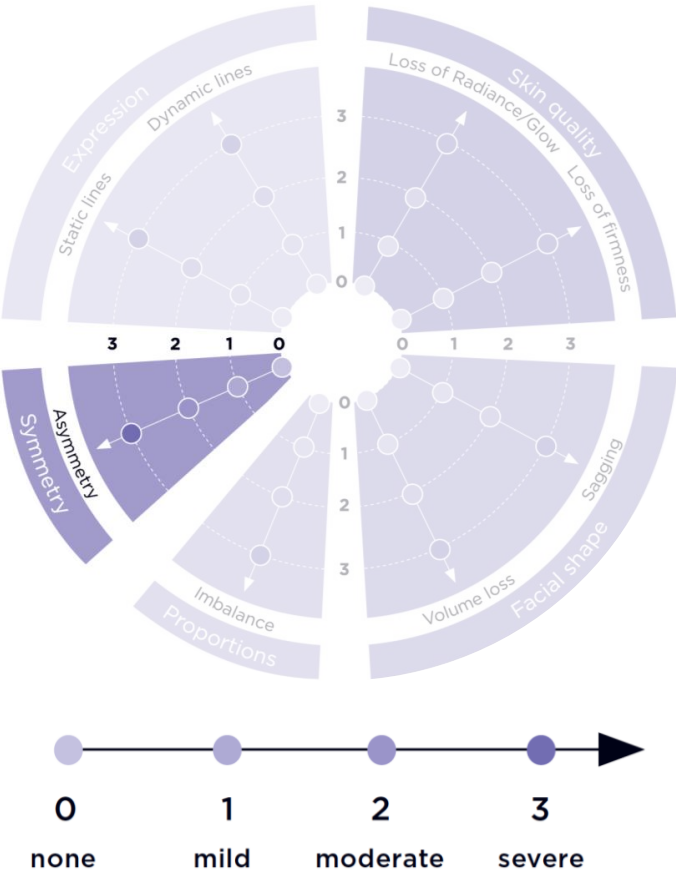 Expression
Dynamic lines
Static lines
Skin quality
Loss of Radiance/Glow
Loss of firmness
3
2
1
0
3 2 1 0
0 1 2 3
0
1
2
3
Symmetry
Asymmetry
Imbalance
Proportions
Volume loss
Sagging
Facial shape
0 1 2 3
none mild moderate severe